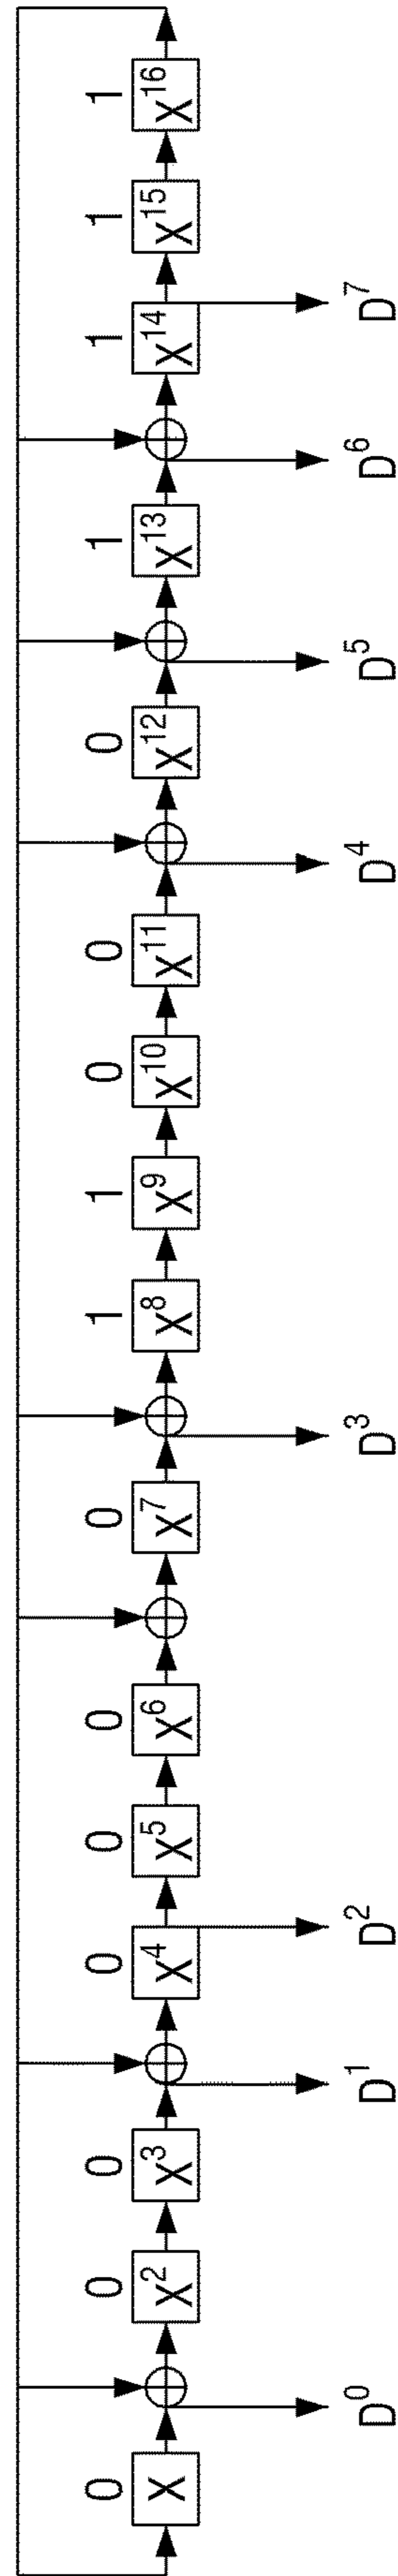 0 0 0 0 0 0 0 1 1 0 0 0 1 1 1 1
X X² X³ X⁴ X⁵ X⁶ X⁷ X⁸ X⁹ X¹⁰ X¹¹ X¹² X¹³ X¹⁴ X¹⁵ X¹⁶
D⁰ D¹ D² D³ D⁴ D⁵ D⁶ D⁷